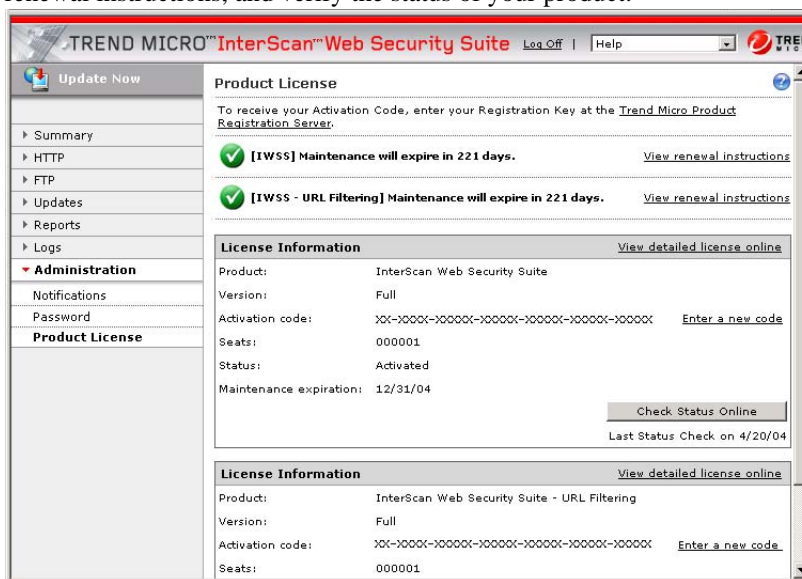 renewal instructions, and verify the status of your product.
TREND MICRO™ InterScan™ Web Security Suite Log Off | Help
Update Now
Summary
HTTP
FTP
Updates
Reports
Logs
Administration
Notifications
Password
Product License
Product License
To receive your Activation Code, enter your Registration Key at the Trend Micro Product
Registration Server.
[IWSS] Maintenance will expire in 221 days. View renewal instructions
[IWSS - URL Filtering] Maintenance will expire in 221 days. View renewal instructions
License Information View detailed license online
Product: InterScan Web Security Suite
Version: Full
Activation code: XX-XXXX-XXXXX-XXXXX-XXXXX-XXXXX-XXXXX Enter a new code
Seats: 000001
Status: Activated
Maintenance expiration: 12/31/04
Check Status Online
Last Status Check on 4/20/04
License Information View detailed license online
Product: InterScan Web Security Suite - URL Filtering
Version: Full
Activation code: XX-XXXX-XXXXX-XXXXX-XXXXX-XXXXX-XXXXX Enter a new code
Seats: 000001